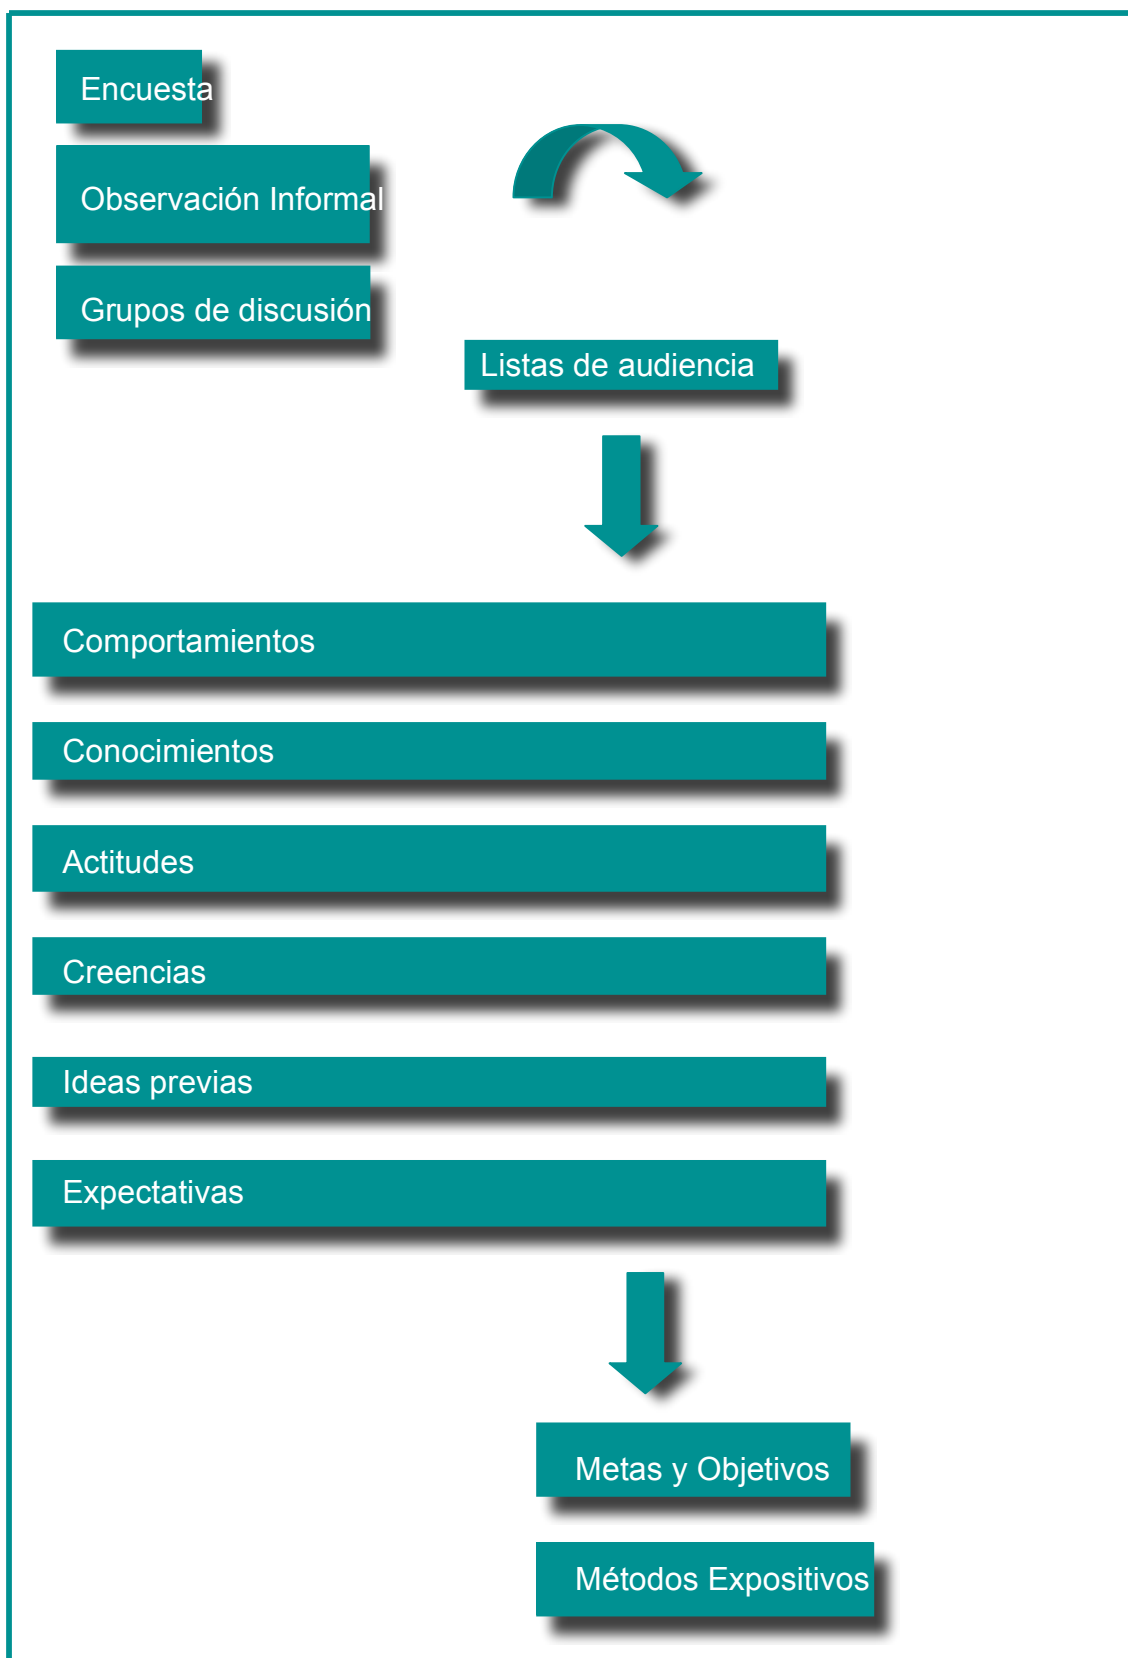 Encuesta
Observación Informal
Grupos de discusión
Listas de audiencia
Comportamientos
Conocimientos
Actitudes
Creencias
Ideas previas
Expectativas
Metas y Objetivos
Métodos Expositivos